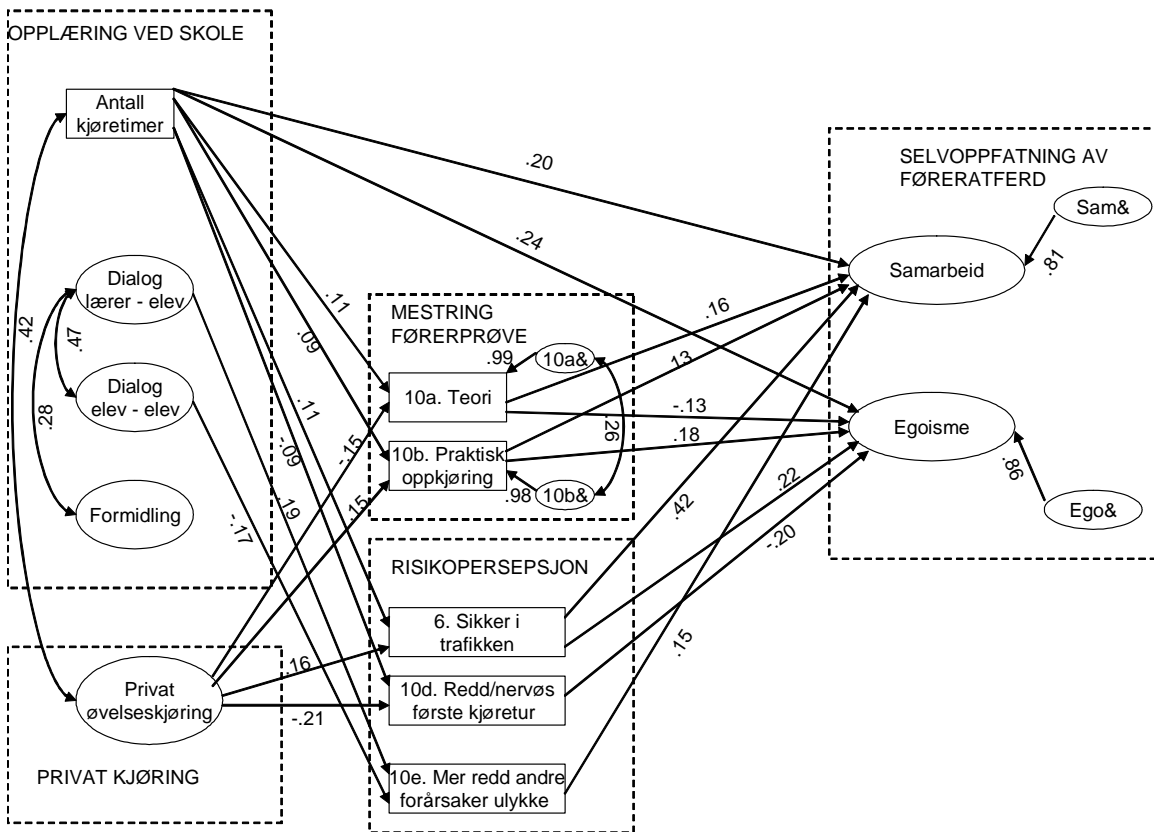 OPPLÆRING VED SKOLE
Antall
kjøretimer
Dialog
lærer - elev
Dialog
elev - elev
Formidling
.42
.47
.28
PRIVAT KJØRING
Privat
øvelseskjøring
.11
.09
.11
-.09
.19
-.17
-.15
.15
.16
-.21
MESTRING
FØRERPRØVE
10a. Teori
10b. Praktisk
oppkjøring
.99
10a&
.98
10b&
.26
RISIKOPERSEPSJON
6. Sikker i
trafikken
10d. Redd/nervøs
første kjøretur
10e. Mer redd andre
forårsaker ulykke
.20
.24
.16
.13
-.13
.18
.42
.22
-.20
.15
SELVOPPFATNING AV
FØRERATFERD
Sam&
.81
Samarbeid
Egoisme
.86
Ego&